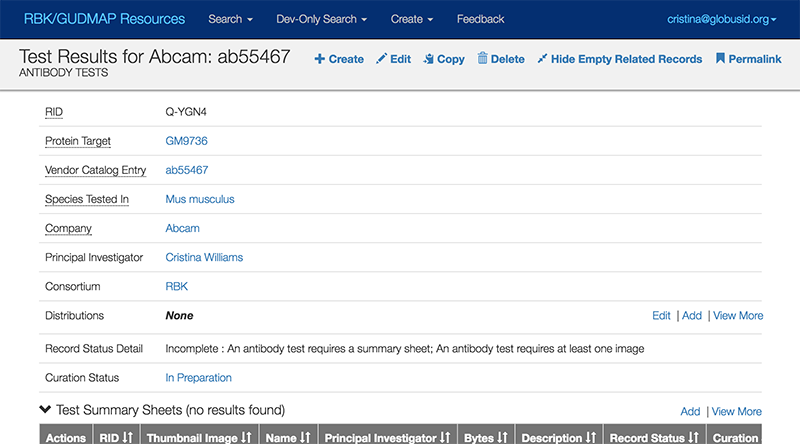 RBK/GUDMAP Resources Search Dev-Only Search Create Feedback cristina@globusid.org
Test Results for Abcam: ab55467 Create Edit Copy Delete Hide Empty Related Records Permalink
ANTIBODY TESTS
RID Q-YGN4
Protein Target GM9736
Vendor Catalog Entry ab55467
Species Tested In Mus musculus
Company Abcam
Principal Investigator Cristina Williams
Consortium RBK
Distributions None Edit | Add | View More
Record Status Detail Incomplete : An antibody test requires a summary sheet; An antibody test requires at least one image
Curation Status In Preparation
Test Summary Sheets (no results found) Add | View More
Actions RID Thumbnail Image Name Principal Investigator Bytes Description Record Status Curation